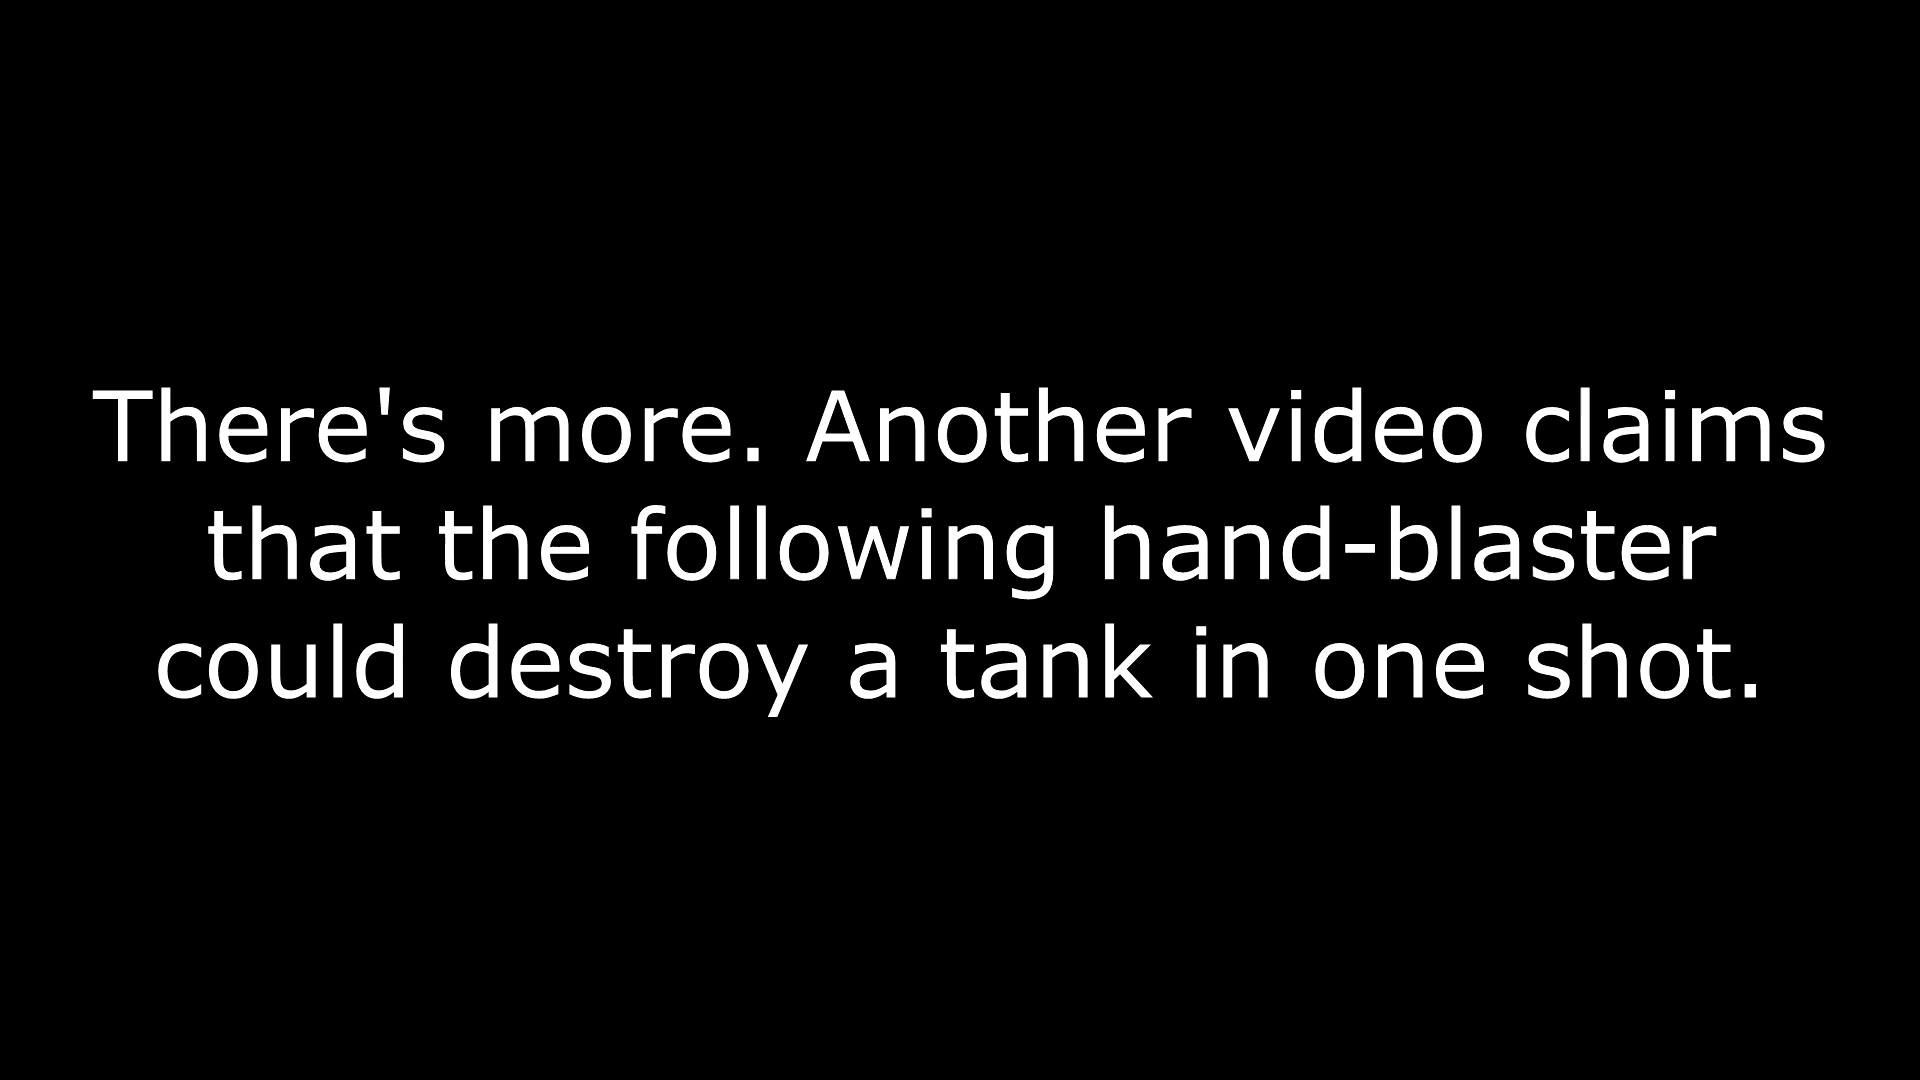 There's more. Another video claims
that the following hand-blaster
could destroy a tank in one shot.